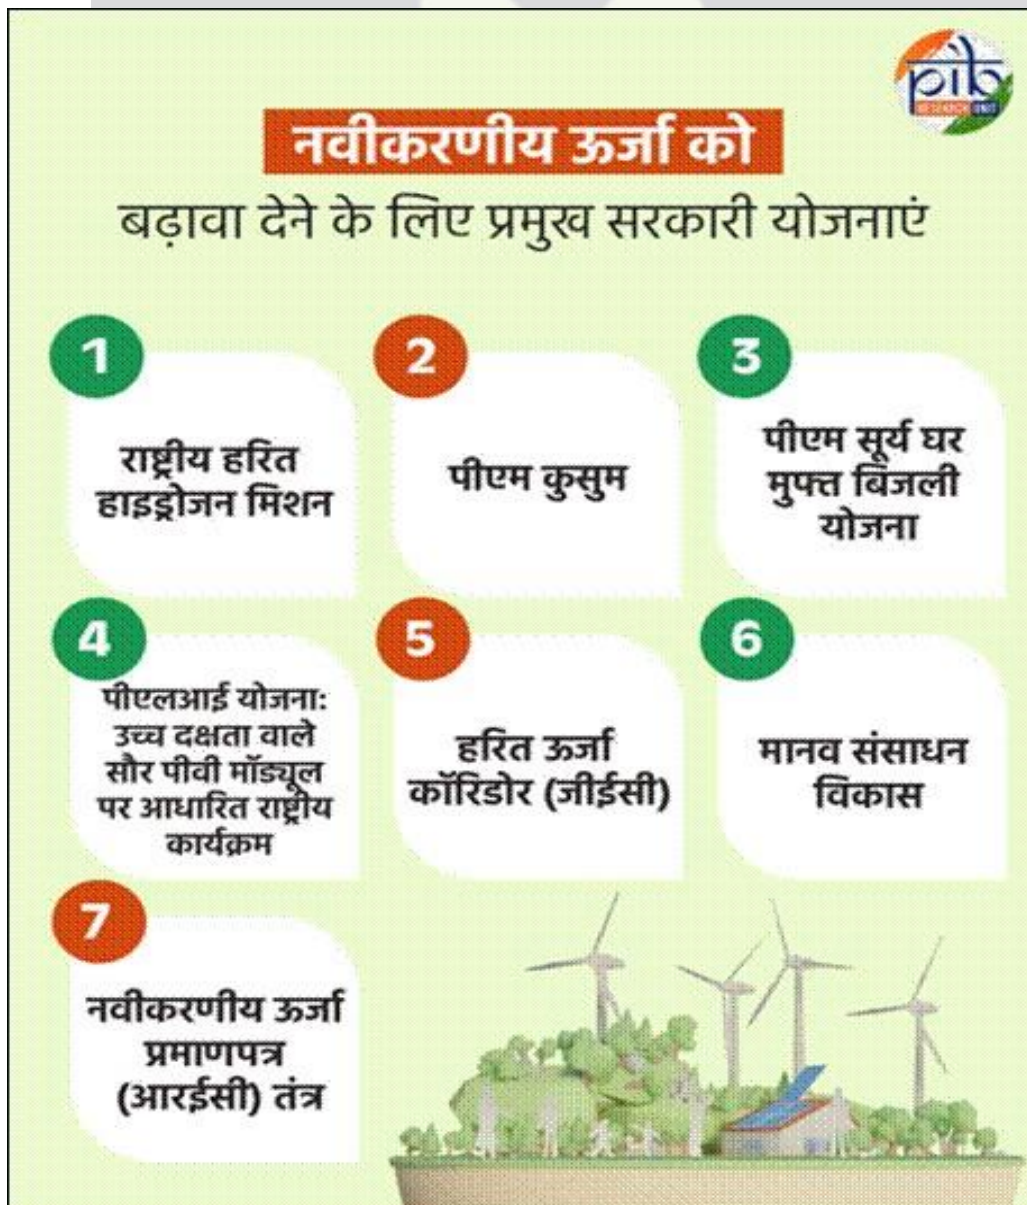 pib
RESEARCH UNIT
नवीकरणीय ऊर्जा को
बढ़ावा देने के लिए प्रमुख सरकारी योजनाएं
1
राष्ट्रीय हरित
हाइड्रोजन मिशन
2
पीएम कुसुम
3
पीएम सूर्य घर
मुफ्त बिजली
योजना
4
पीएलआई योजना:
उच्च दक्षता वाले
सौर पीवी मॉड्यूल
पर आधारित राष्ट्रीय
कार्यक्रम
5
हरित ऊर्जा
कॉरिडोर (जीईसी)
6
मानव संसाधन
विकास
7
नवीकरणीय ऊर्जा
प्रमाणपत्र
(आरईसी) तंत्र